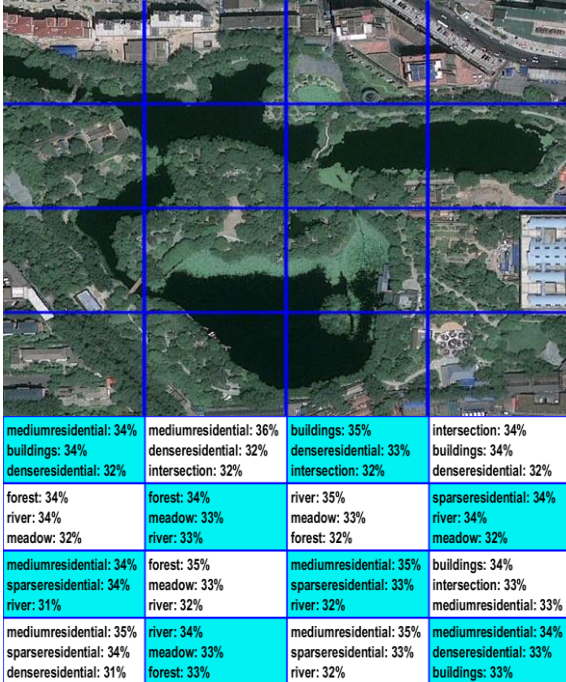 mediumresidential: 34%
buildings: 34%
denseresidential: 32%
mediumresidential: 36%
denseresidential: 32%
intersection: 32%
buildings: 35%
denseresidential: 33%
intersection: 32%
intersection: 34%
buildings: 34%
denseresidential: 32%
forest: 34%
river: 34%
meadow: 32%
forest: 34%
meadow: 33%
river: 33%
river: 35%
meadow: 33%
forest: 32%
sparseresidential: 34%
river: 34%
meadow: 32%
mediumresidential: 34%
sparseresidential: 34%
river: 31%
forest: 35%
meadow: 33%
river: 32%
mediumresidential: 35%
sparseresidential: 33%
river: 32%
buildings: 34%
intersection: 33%
mediumresidential: 33%
mediumresidential: 35%
sparseresidential: 34%
denseresidential: 31%
river: 34%
meadow: 33%
forest: 33%
mediumresidential: 35%
sparseresidential: 33%
river: 32%
mediumresidential: 34%
denseresidential: 33%
buildings: 33%